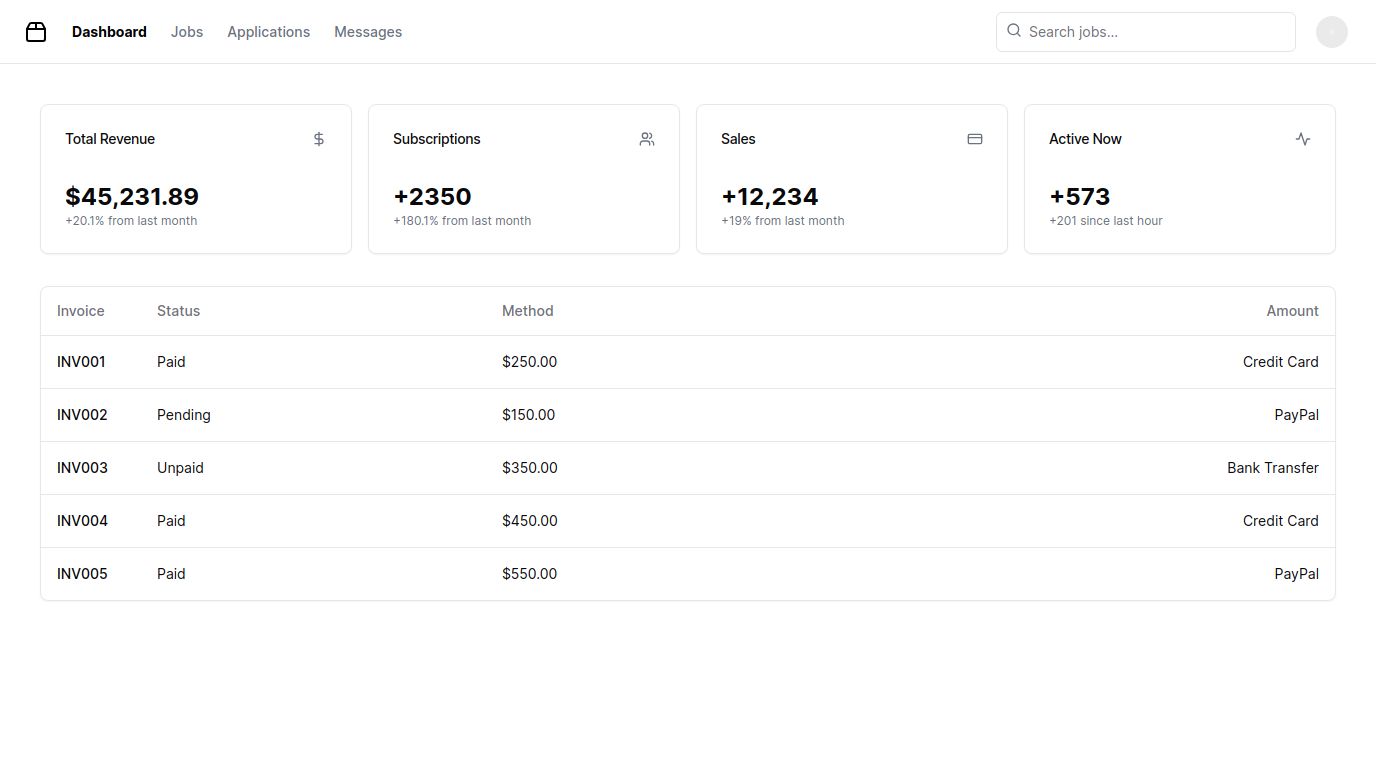 Dashboard Jobs Applications Messages Search jobs...
Total Revenue Subscriptions Sales Active Now
$45,231.89 +2350 +12,234 +573
+20.1% from last month +180.1% from last month +19% from last month +201 since last hour
Invoice Status Method Amount
INV001 Paid $250.00 Credit Card
INV002 Pending $150.00 PayPal
INV003 Unpaid $350.00 Bank Transfer
INV004 Paid $450.00 Credit Card
INV005 Paid $550.00 PayPal